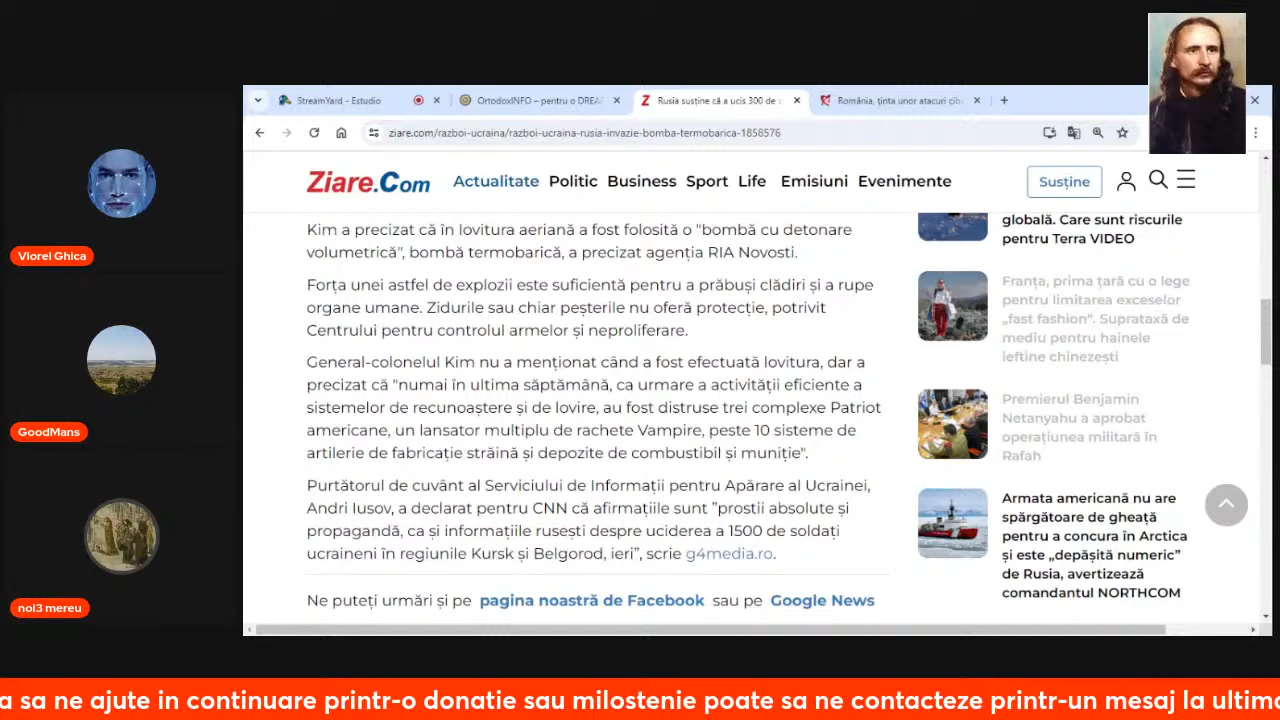 StreamYard - Estudio
OrtodoxINFO – pentru o DREA
Rusia susține că a ucis 300 de s
România, ținta unor atacuri cibe
ziare.com/razboi-ucraina/razboi-ucraina-rusia-invazie-bomba-termobarica-1858576
Ziare.Com
Actualitate Politic Business Sport Life Emisiuni Evenimente
Susține
Kim a precizat că în lovitura aeriană a fost folosită o "bombă cu detonare
volumetrică", bombă termobarică, a precizat agenția RIA Novosti.
Forța unei astfel de explozii este suficientă pentru a prăbuși clădiri și a rupe
organe umane. Zidurile sau chiar peșterile nu oferă protecție, potrivit
Centrului pentru controlul armelor și neproliferare.
General-colonelul Kim nu a menționat când a fost efectuată lovitura, dar a
precizat că "numai în ultima săptămână, ca urmare a activității eficiente a
sistemelor de recunoaștere și de lovire, au fost distruse trei complexe Patriot
americane, un lansator multiplu de rachete Vampire, peste 10 sisteme de
artilerie de fabricație străină și depozite de combustibil și muniție".
Purtătorul de cuvânt al Serviciului de Informații pentru Apărare al Ucrainei,
Andri Iusov, a declarat pentru CNN că afirmațiile sunt ”prostii absolute și
propagandă, ca si informațiile rusești despre uciderea a 1500 de soldați
ucraineni în regiunile Kursk și Belgorod, ieri”, scrie g4media.ro.
Ne puteți urmări și pe pagina noastră de Facebook sau pe Google News
globală. Care sunt riscurile
pentru Terra VIDEO
Franța, prima țară cu o lege
pentru limitarea exceselor
„fast fashion”. Suprataxă de
mediu pentru hainele
ieftine chinezești
Premierul Benjamin
Netanyahu a aprobat
operațiunea militară în
Rafah
Armata americană nu are
spărgătoare de gheață
pentru a concura în Arctica
și este „depășită numeric”
de Rusia, avertizează
comandantul NORTHCOM
Viorel Ghica
GoodMans
noi3 mereu
a sa ne ajute in continuare printr-o donatie sau milostenie poate sa ne contacteze printr-un mesaj la ultima